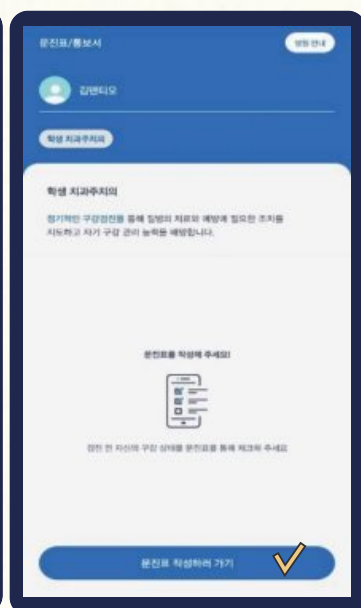 문진표/통보서
김덴티오
학생 치과주치의
학생 치과주치의
정기적인 구강검진을 통해 질병의 치료와 예방에 필요한 조치를
지도하고 자기 구강 관리 능력을 배양합니다.
문진표를 작성해 주세요!
검진 전 자신의 구강 상태를 문진표를 통해 체크해 주세요
문진표 작성하러 가기